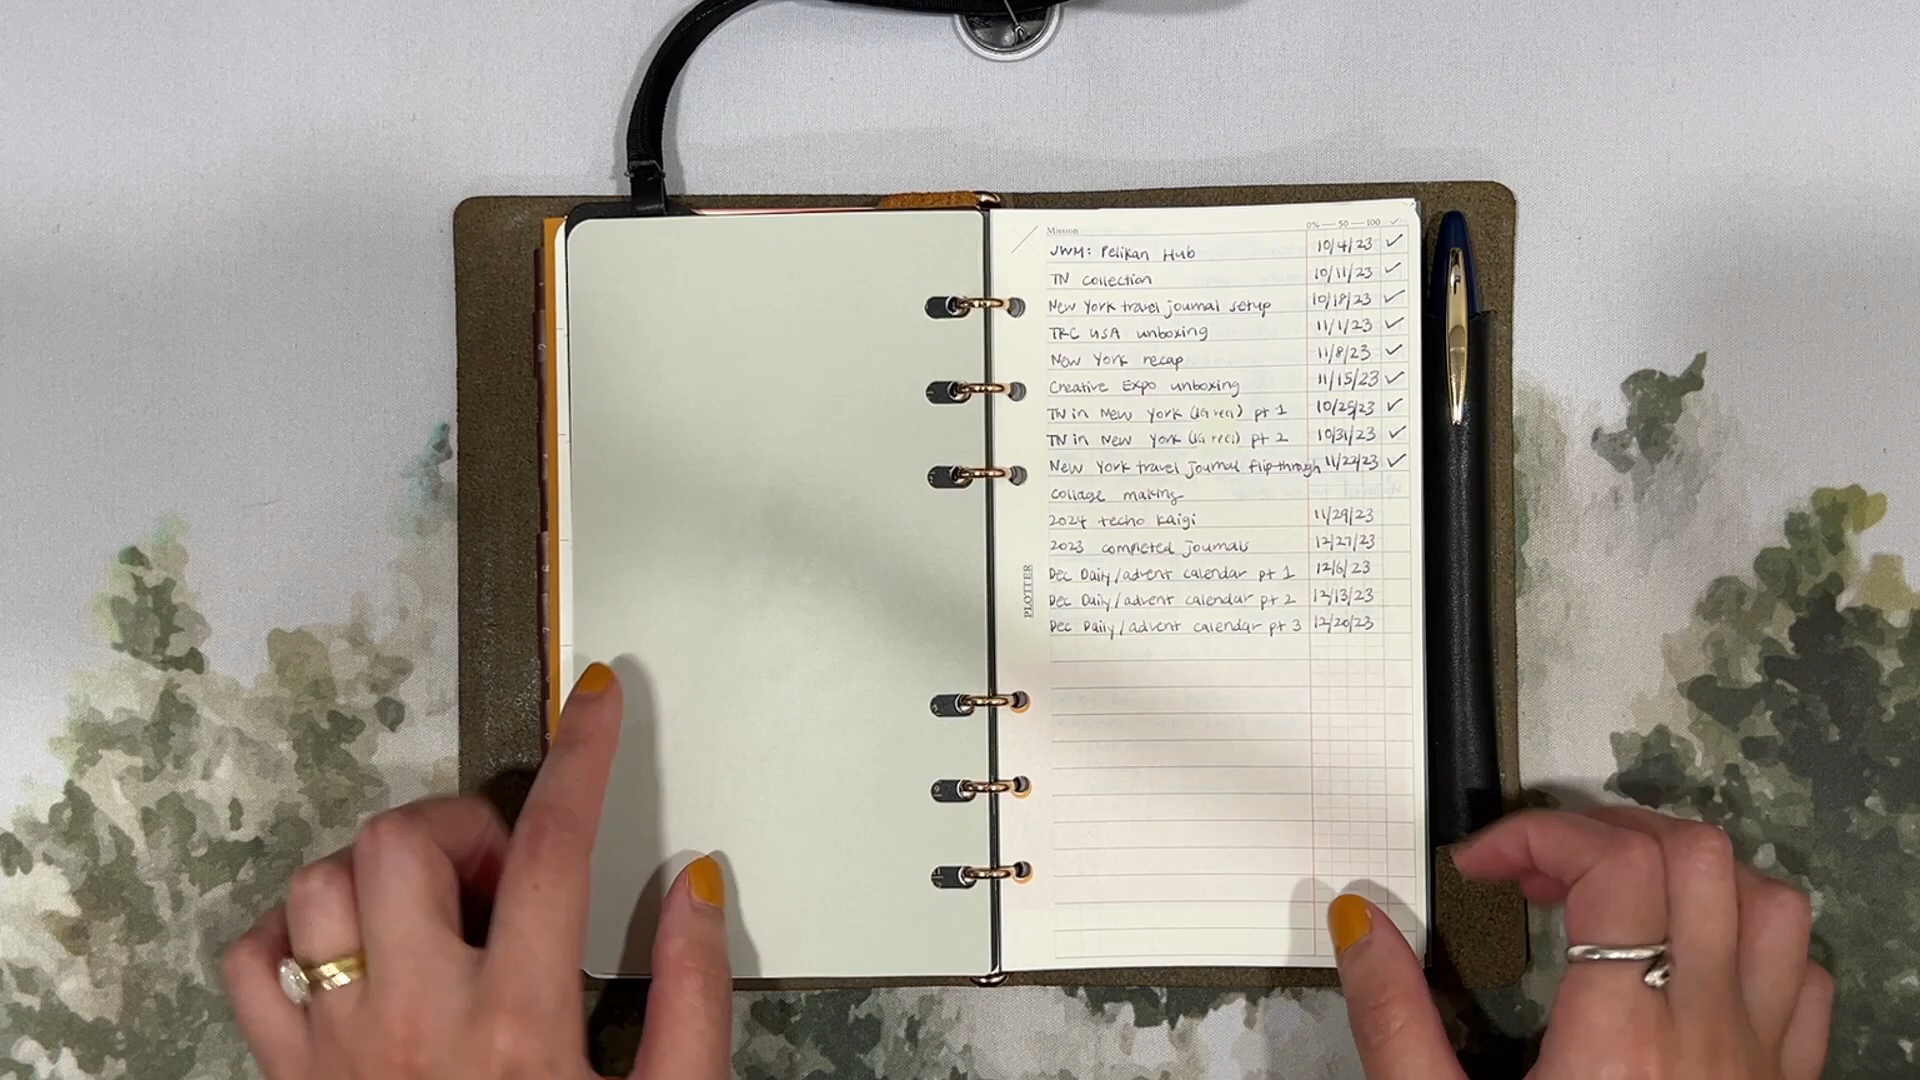 Mission 0% — 50 — 100 ✓
JWM: Pelikan Hub 10/4/23 ✓
TN collection 10/11/23 ✓
New York travel journal setup 10/18/23 ✓
TRC USA unboxing 11/1/23 ✓
New York recap 11/8/23 ✓
Creative Expo unboxing 11/15/23 ✓
TN in New York (IG reel) pt 1 10/25/23 ✓
TN in New York (IG reel) pt 2 10/31/23 ✓
New York travel journal flip-through 11/22/23 ✓
collage making
2024 techo kaigi 11/29/23
2023 completed journals 12/27/23
Dec Daily/advent calendar pt 1 12/6/23
Dec Daily/advent calendar pt 2 12/13/23
Dec Daily/advent calendar pt 3 12/20/23
PLOTTER